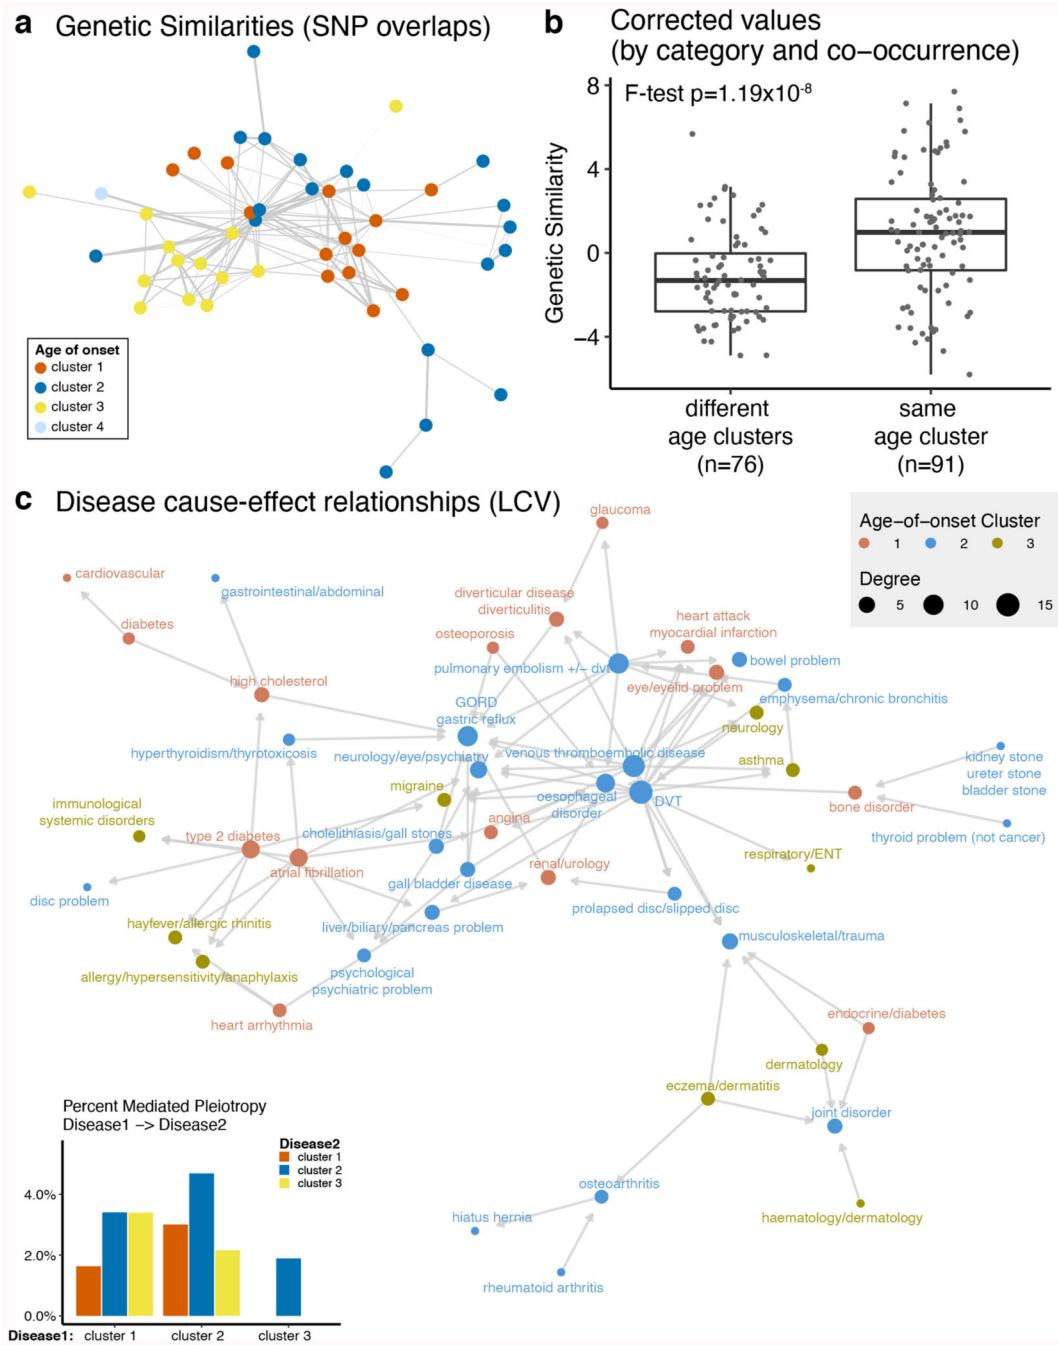 a Genetic Similarities (SNP overlaps)
Age of onset
cluster 1
cluster 2
cluster 3
cluster 4
b Corrected values
(by category and co-occurrence)
F-test p=1.19x10-8
Genetic Similarity
8
4
0
−4
different
age clusters
(n=76)
same
age cluster
(n=91)
c Disease cause-effect relationships (LCV)
Age-of-onset Cluster
1 2 3
Degree
5 10 15
glaucoma
cardiovascular
gastrointestinal/abdominal
diverticular disease
diverticulitis
diabetes
osteoporosis
heart attack
myocardial infarction
pulmonary embolism +/− dvt
bowel problem
high cholesterol
eye/eyelid problem
emphysema/chronic bronchitis
GORD
gastric reflux
neurology
hyperthyroidism/thyrotoxicosis
neurology/eye/psychiatry
venous thromboembolic disease
asthma
kidney stone
ureter stone
bladder stone
migraine
oesophageal
disorder
DVT
bone disorder
immunological
systemic disorders
type 2 diabetes
cholelithiasis/gall stones
angina
thyroid problem (not cancer)
atrial fibrillation
renal/urology
respiratory/ENT
disc problem
gall bladder disease
prolapsed disc/slipped disc
hayfever/allergic rhinitis
liver/biliary/pancreas problem
musculoskeletal/trauma
allergy/hypersensitivity/anaphylaxis
psychological
psychiatric problem
heart arrhythmia
endocrine/diabetes
dermatology
eczema/dermatitis
joint disorder
osteoarthritis
hiatus hernia
haematology/dermatology
rheumatoid arthritis
Percent Mediated Pleiotropy
Disease1 −> Disease2
Disease2
cluster 1
cluster 2
cluster 3
4.0%
2.0%
0.0%
Disease1: cluster 1 cluster 2 cluster 3